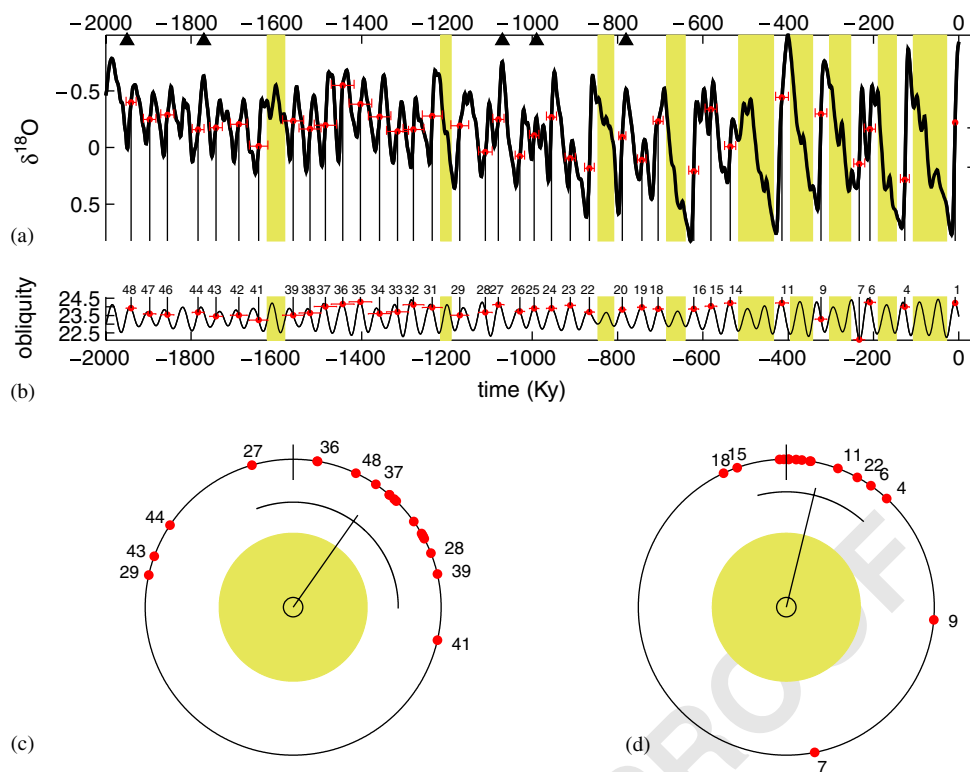 −2000 −1800 −1600 −1400 −1200 −1000 −800 −600 −400 −200 0
−0.5
0
0.5
δ18O
(a)
48 47 46 44 43 42 41 39 38 37 36 35 34 33 32 31 29 28 27 26 25 24 23 22 20 19 18 16 15 14 11 9 7 6 4 1
24.5
23.5
22.5
obliquity
−2000 −1800 −1600 −1400 −1200 −1000 −800 −600 −400 −200 0
(b)
time (Ky)
27 36 48 37 44 43 29 28 39 41
(c)
18 15 11 22 6 4 9 7
(d)
PROOF